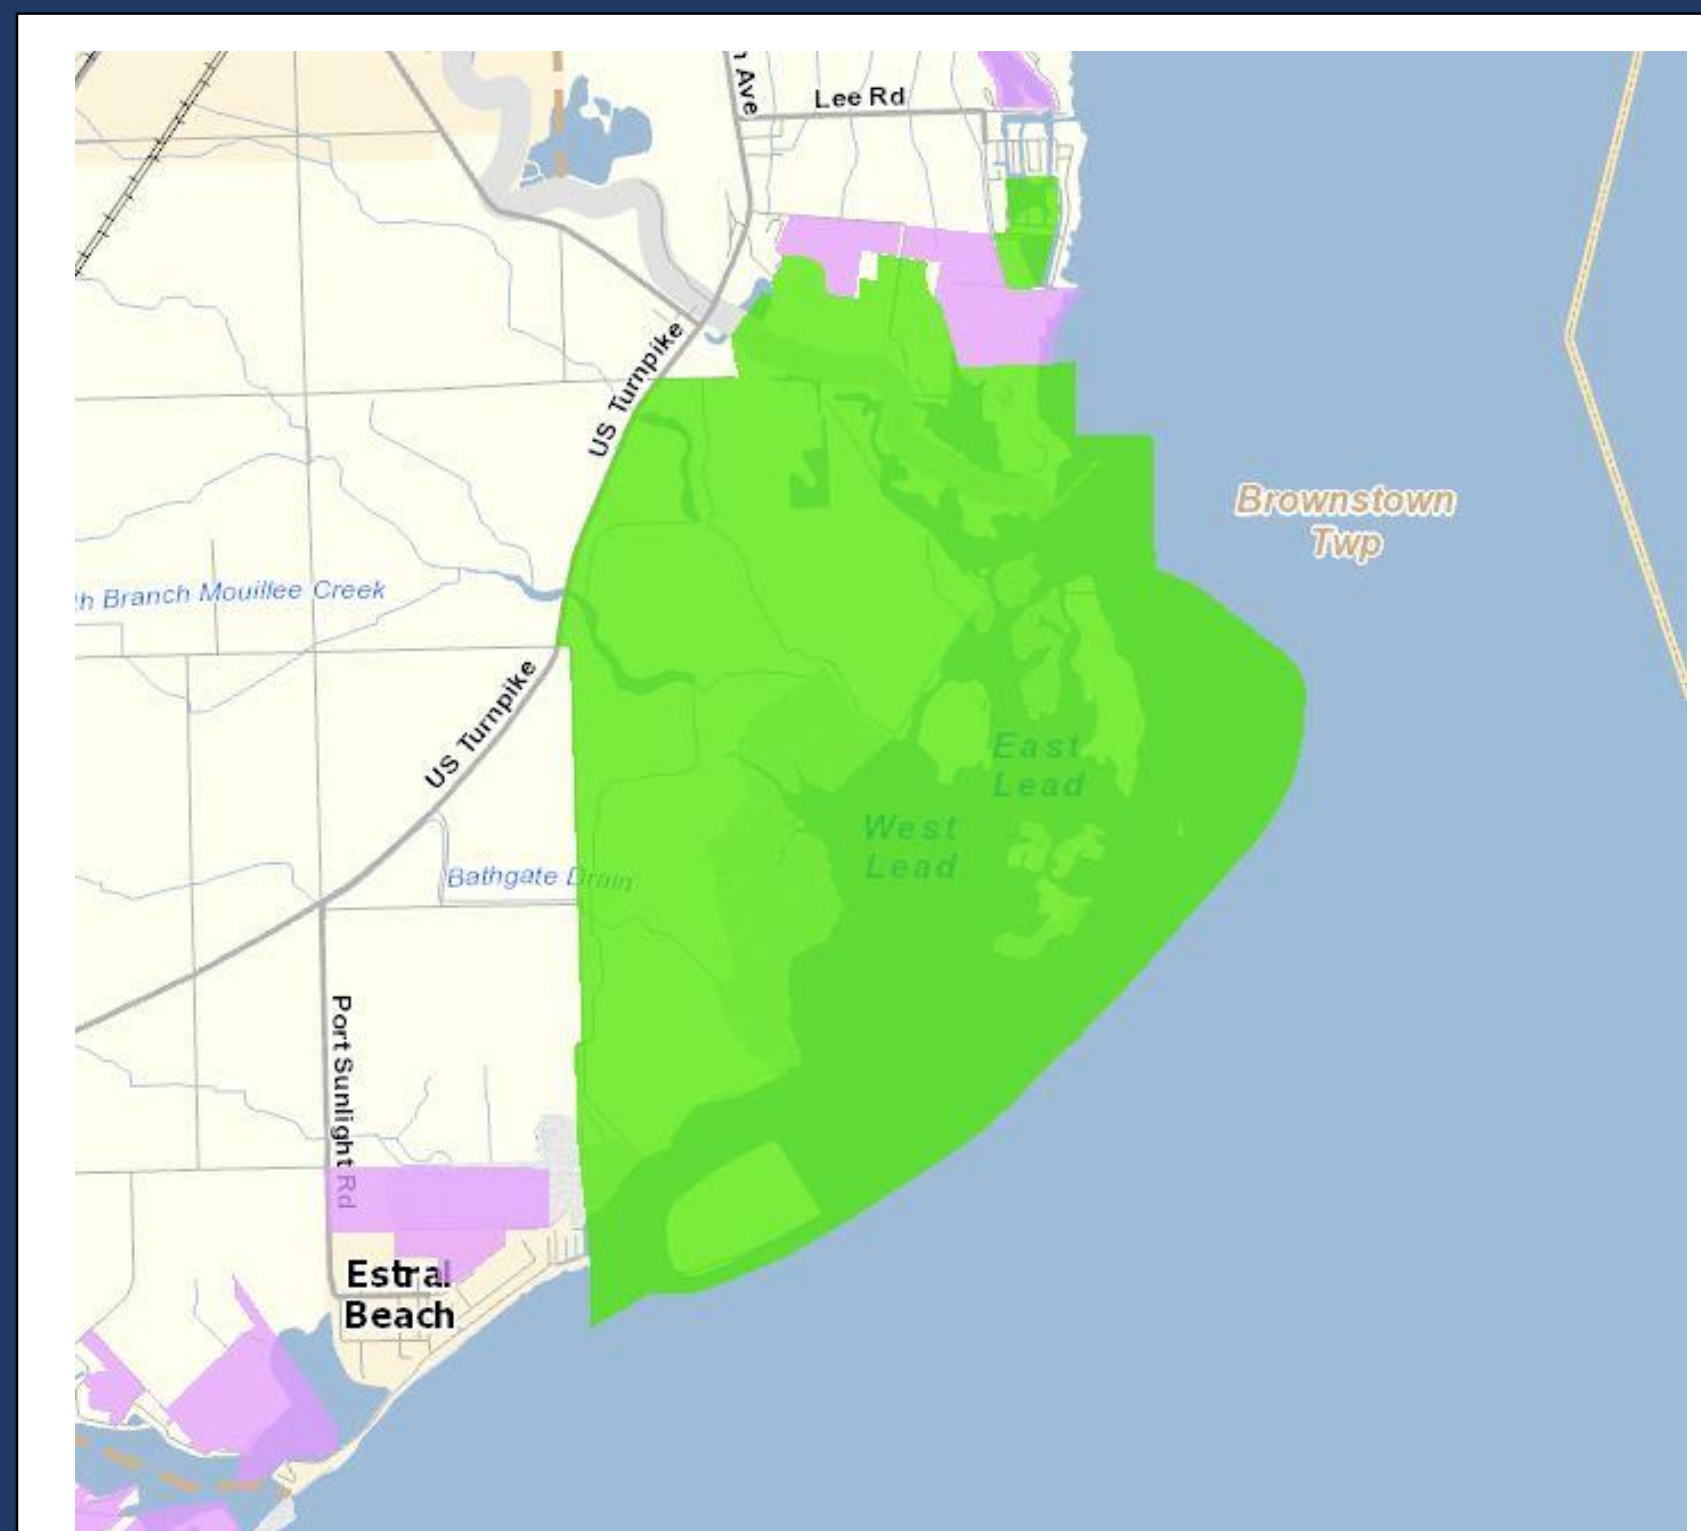 Ave
Lee Rd
US Turnpike
Brownstown
Twp
Branch Mouillee Creek
US Turnpike
East
Lead
West
Lead
Bathgate Drain
Port Sunlight Rd
Estral
Beach